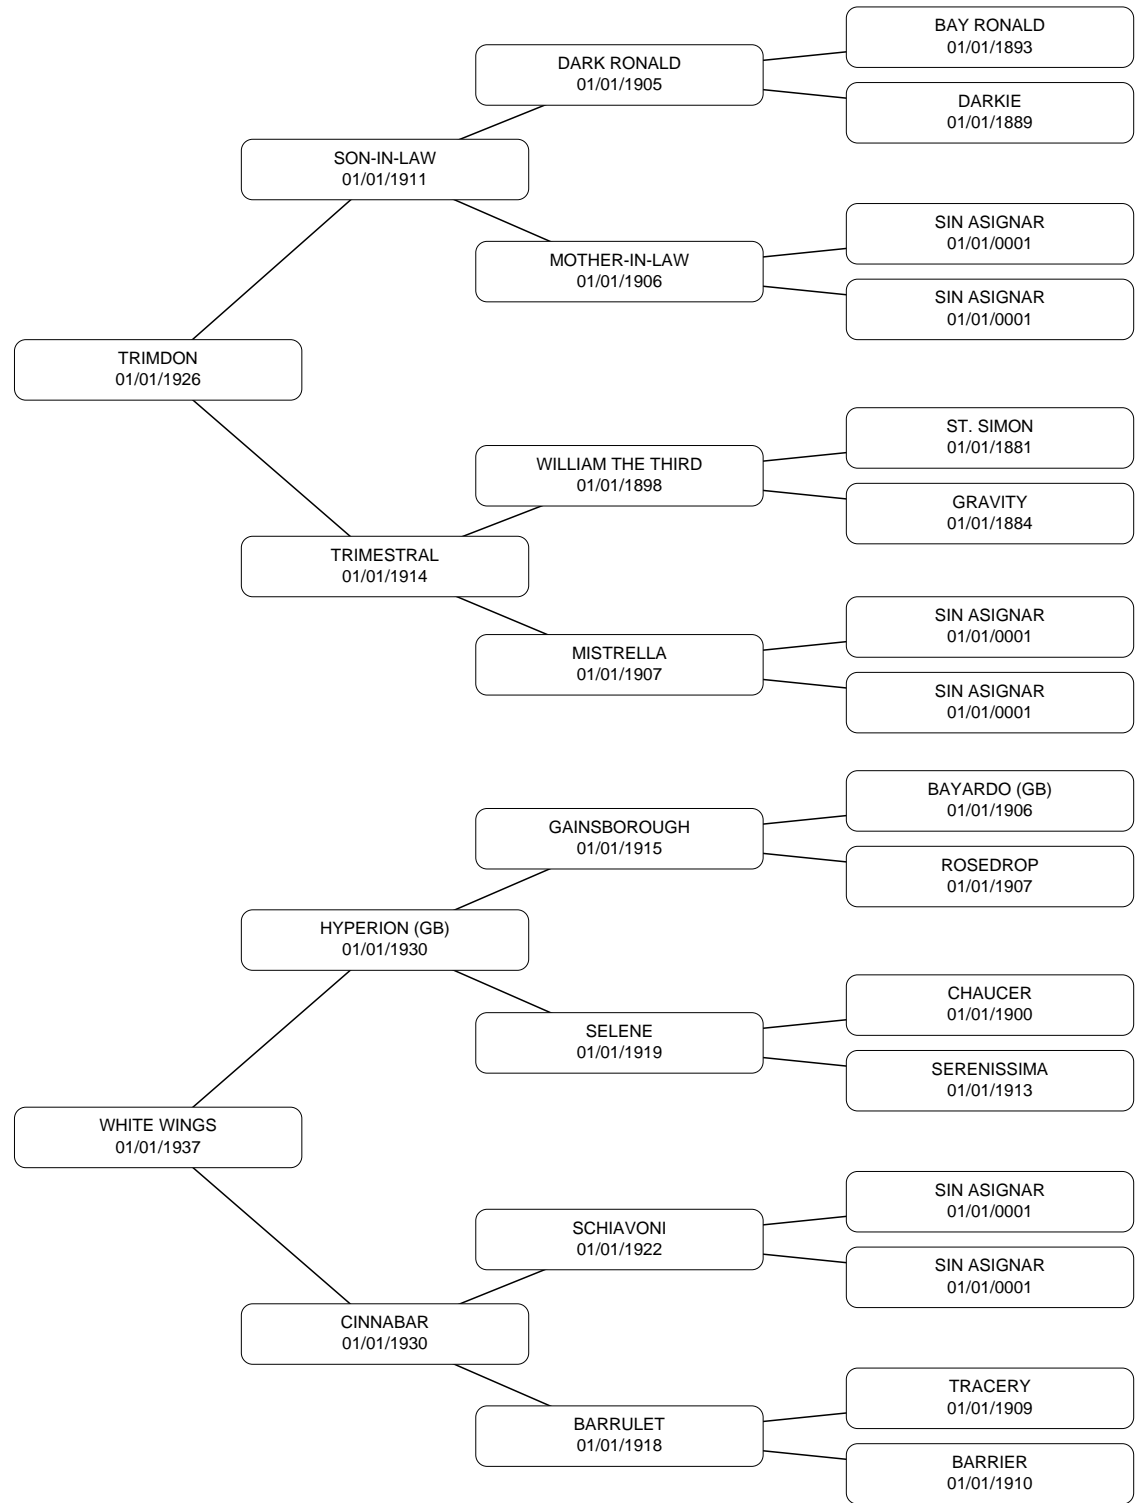 BAY RONALD
01/01/1893
DARK RONALD
01/01/1905
DARKIE
01/01/1889
SON-IN-LAW
01/01/1911
SIN ASIGNAR
01/01/0001
MOTHER-IN-LAW
01/01/1906
SIN ASIGNAR
01/01/0001
TRIMDON
01/01/1926
ST. SIMON
01/01/1881
WILLIAM THE THIRD
01/01/1898
GRAVITY
01/01/1884
TRIMESTRAL
01/01/1914
SIN ASIGNAR
01/01/0001
MISTRELLA
01/01/1907
SIN ASIGNAR
01/01/0001
BAYARDO (GB)
01/01/1906
GAINSBOROUGH
01/01/1915
ROSEDROP
01/01/1907
HYPERION (GB)
01/01/1930
CHAUCER
01/01/1900
SELENE
01/01/1919
SERENISSIMA
01/01/1913
WHITE WINGS
01/01/1937
SIN ASIGNAR
01/01/0001
SCHIAVONI
01/01/1922
SIN ASIGNAR
01/01/0001
CINNABAR
01/01/1930
TRACERY
01/01/1909
BARRULET
01/01/1918
BARRIER
01/01/1910